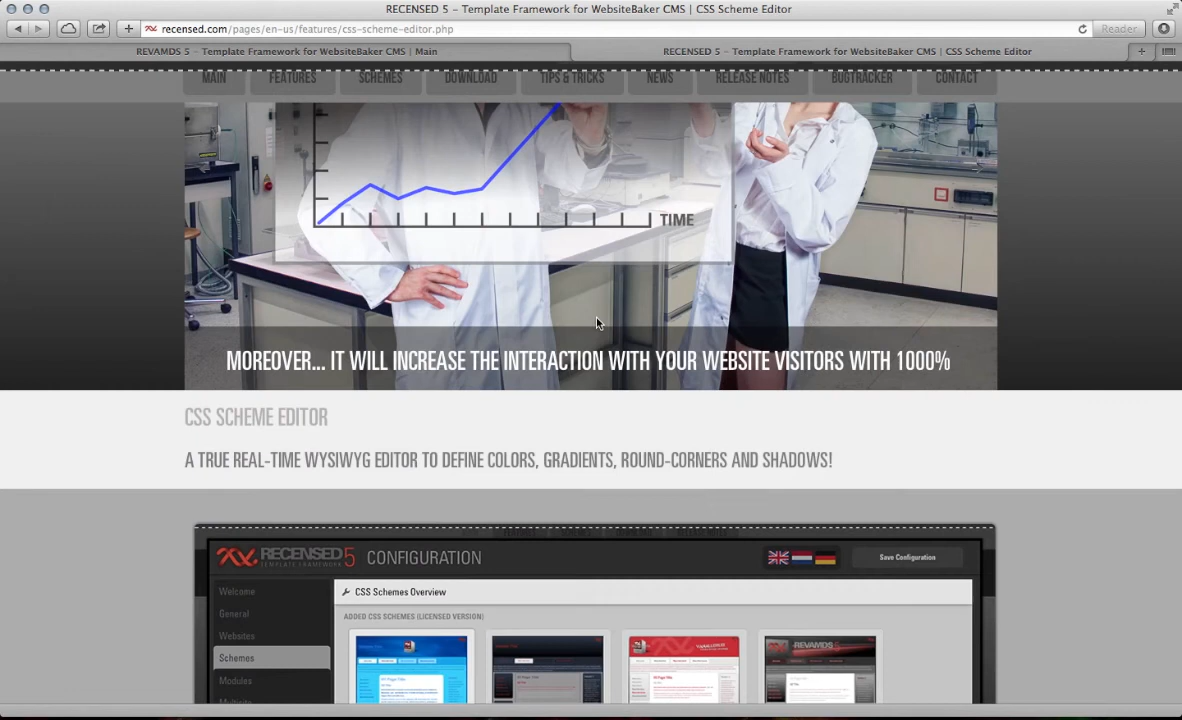 RECENSED 5 – Template Framework for WebsiteBaker CMS | CSS Scheme Editor
recensed.com/pages/en-us/features/css-scheme-editor.php
Reader
REVAMDS 5 – Template Framework for WebsiteBaker CMS | Main
RECENSED 5 – Template Framework for WebsiteBaker CMS | CSS Scheme Editor
MAIN
FEATURES
SCHEMES
DOWNLOAD
TIPS & TRICKS
NEWS
RELEASE NOTES
BUGTRACKER
CONTACT
TIME
MOREOVER... IT WILL INCREASE THE INTERACTION WITH YOUR WEBSITE VISITORS WITH 1000%
CSS SCHEME EDITOR
A TRUE REAL-TIME WYSIWYG EDITOR TO DEFINE COLORS, GRADIENTS, ROUND-CORNERS AND SHADOWS!
RECENSED 5 CONFIGURATION
TEMPLATE FRAMEWORK
Save Configuration
Welcome
General
Websites
Schemes
Modules
CSS Schemes Overview
ADDED CSS SCHEMES (LICENSED VERSION)
REVAMDS